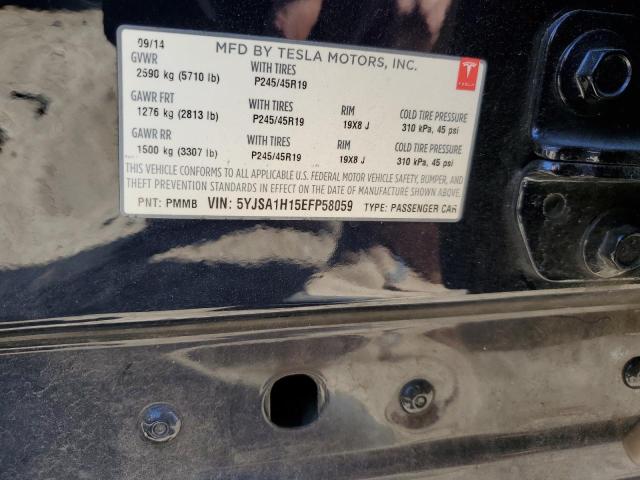 09/14
MFD BY TESLA MOTORS, INC.
GVWR WITH TIRES
2590 kg (5710 lb) P245/45R19
TESLA
GAWR FRT WITH TIRES RIM COLD TIRE PRESSURE
1276 kg (2813 lb) P245/45R19 19X8 J 310 kPa, 45 psi
GAWR RR WITH TIRES RIM COLD TIRE PRESSURE
1500 kg (3307 lb) P245/45R19 19X8 J 310 kPa, 45 psi
THIS VEHICLE CONFORMS TO ALL APPLICABLE U.S. FEDERAL MOTOR VEHICLE SAFETY, BUMPER, AND
THEFT PREVENTION STANDARDS IN EFFECT ON THE DATE OF MANUFACTURE SHOWN ABOVE.
PNT: PMMB VIN: 5YJSA1H15EFP58059 TYPE: PASSENGER CAR